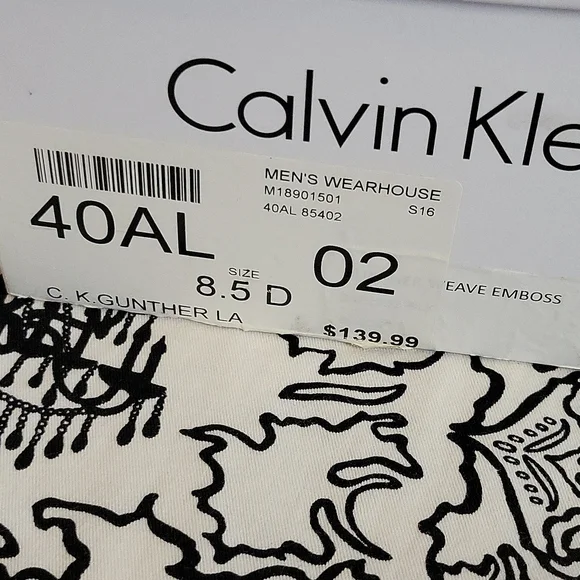 Calvin Kle
MEN'S WEARHOUSE
M18901501
40AL 85402 S16
40AL
02
SIZE
8.5 D
EAVE EMBOSS
C. K.GUNTHER LA
$139.99